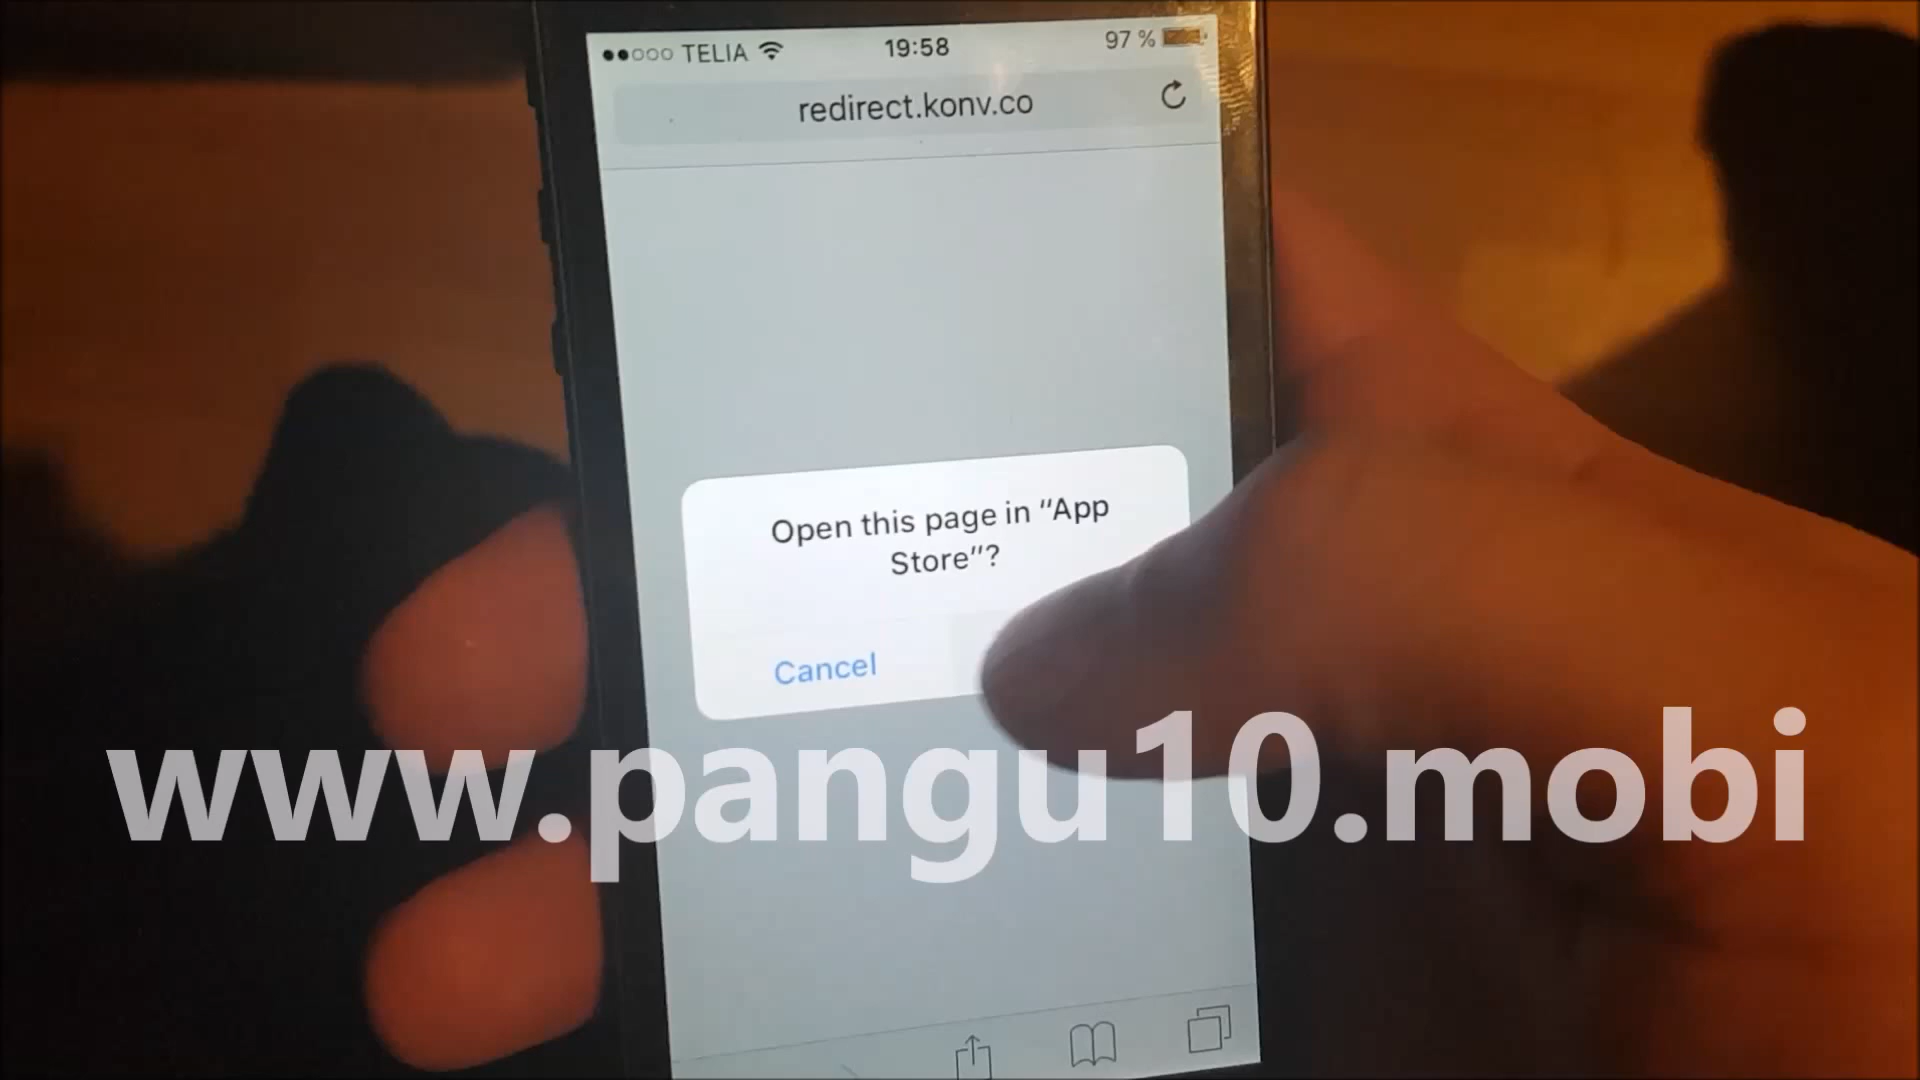 TELIA 19:58 97 %
redirect.konv.co
Open this page in “App
Store”?
Cancel
www.pangu10.mobi